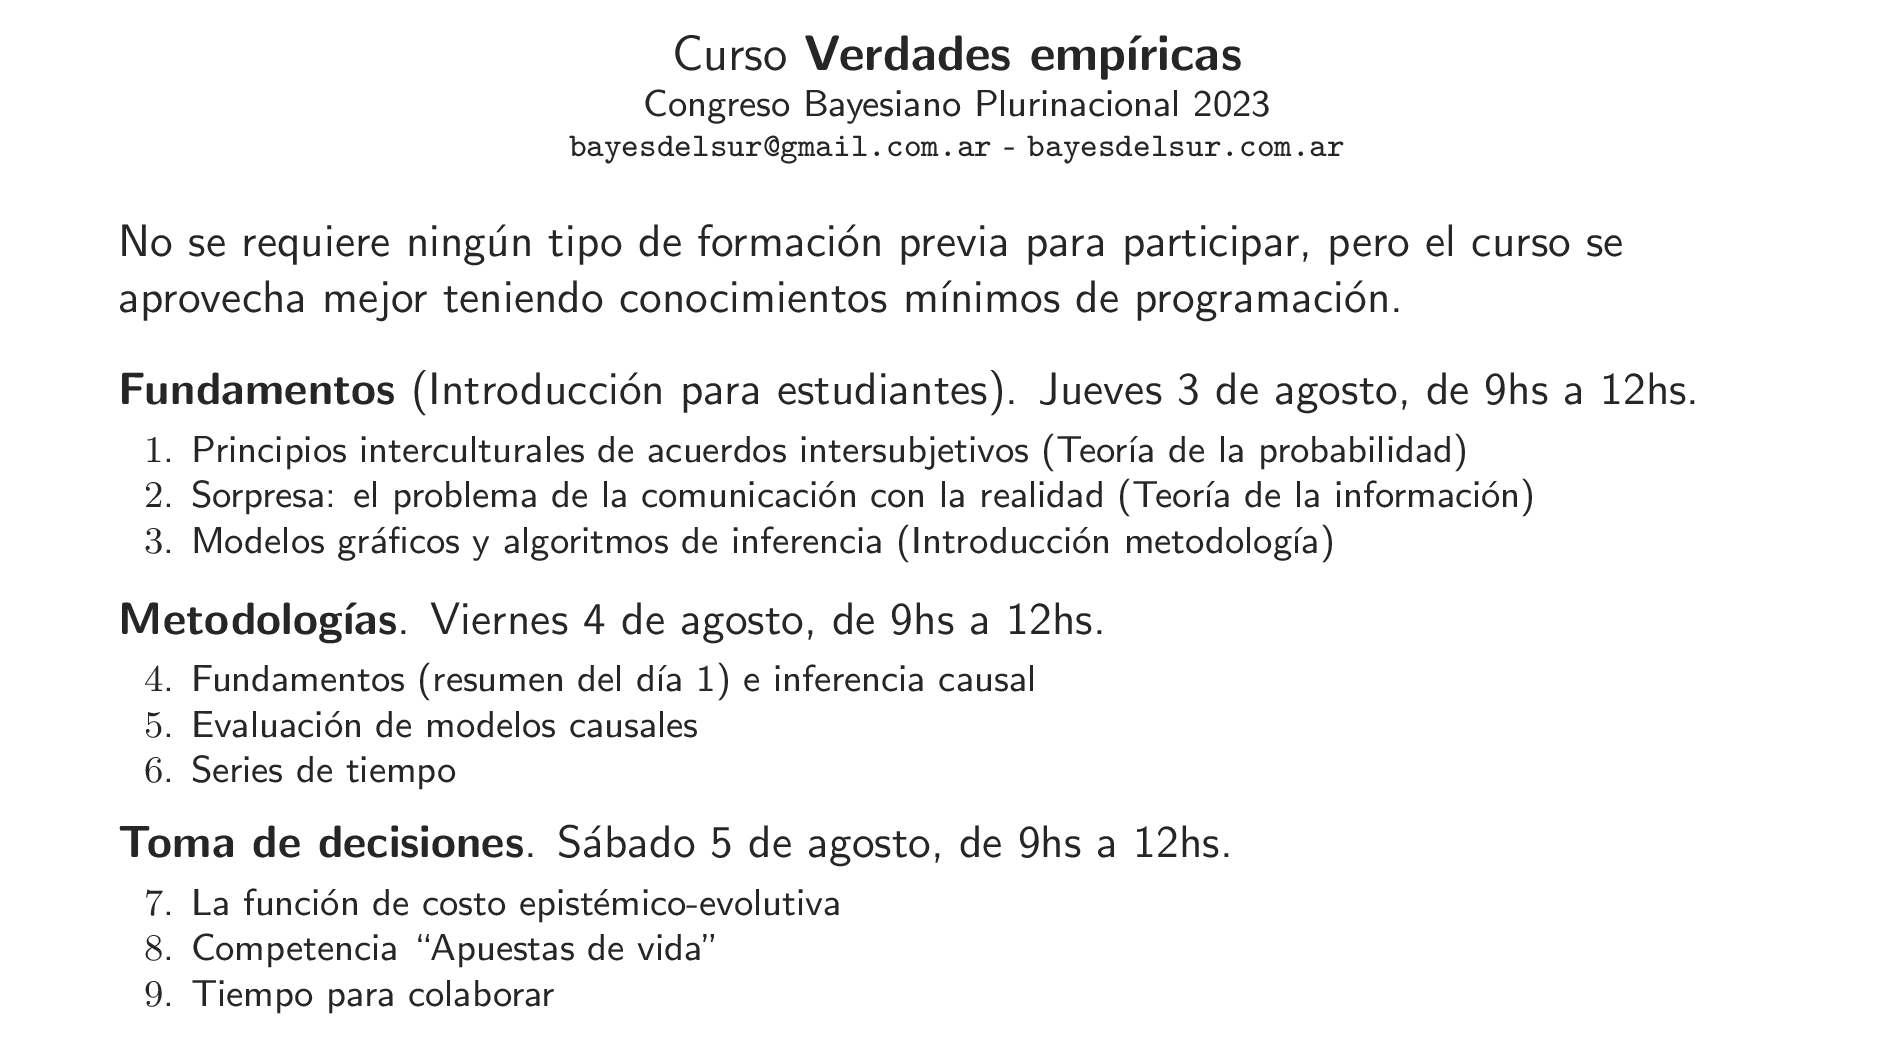 Curso Verdades empíricas
Congreso Bayesiano Plurinacional 2023
bayesdelsur@gmail.com.ar - bayesdelsur.com.ar
No se requiere ningún tipo de formación previa para participar, pero el curso se
aprovecha mejor teniendo conocimientos mínimos de programación.
Fundamentos (Introducción para estudiantes). Jueves 3 de agosto, de 9hs a 12hs.
1. Principios interculturales de acuerdos intersubjetivos (Teoría de la probabilidad)
2. Sorpresa: el problema de la comunicación con la realidad (Teoría de la información)
3. Modelos gráficos y algoritmos de inferencia (Introducción metodología)
Metodologías. Viernes 4 de agosto, de 9hs a 12hs.
4. Fundamentos (resumen del día 1) e inferencia causal
5. Evaluación de modelos causales
6. Series de tiempo
Toma de decisiones. Sábado 5 de agosto, de 9hs a 12hs.
7. La función de costo epistémico-evolutiva
8. Competencia “Apuestas de vida”
9. Tiempo para colaborar